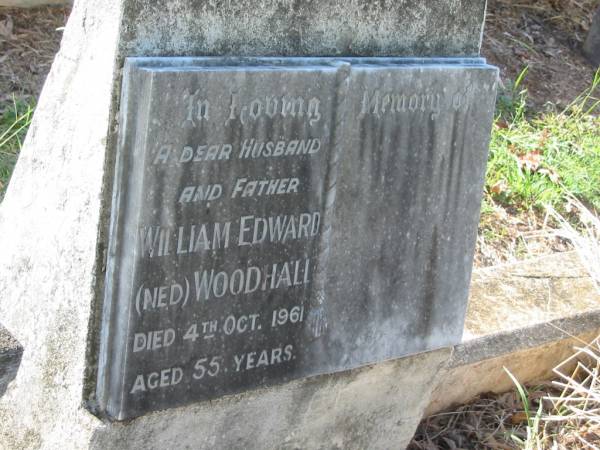 In Loving Memory of
A DEAR HUSBAND
AND FATHER
WILLIAM EDWARD
(NED) WOODHALL
DIED 4TH OCT. 1961
AGED 55 YEARS.